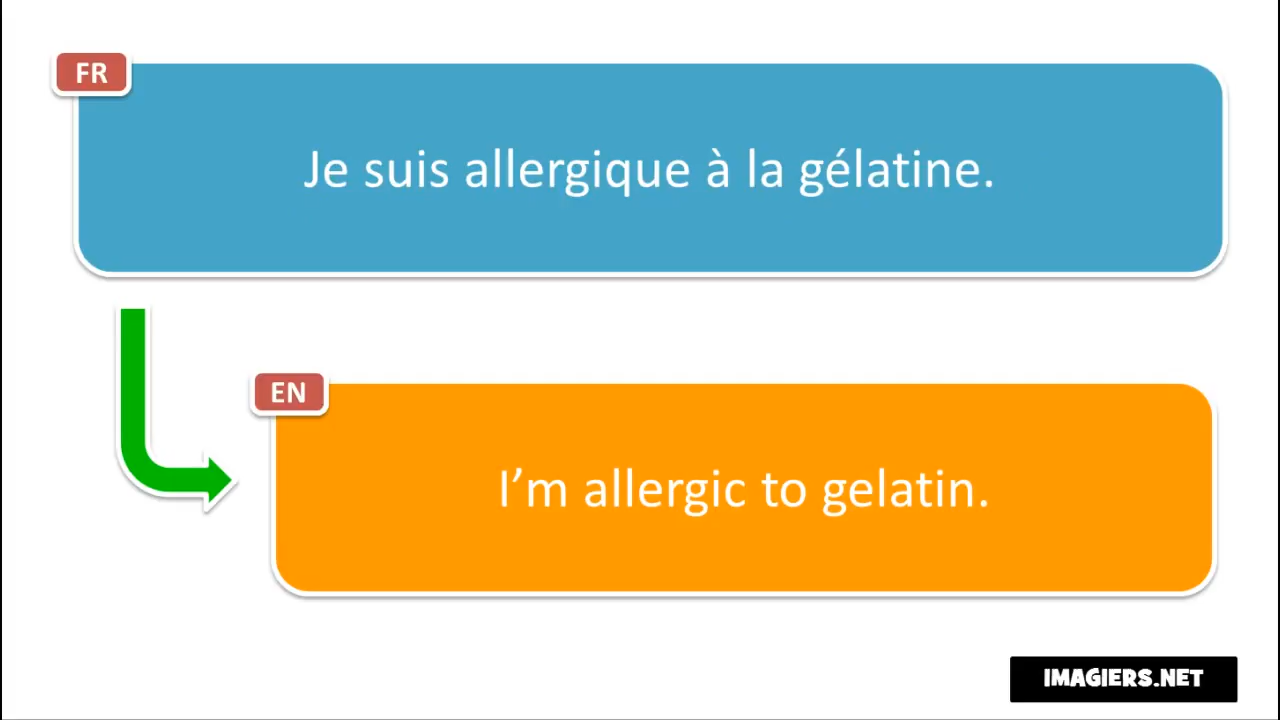 FR
Je suis allergique à la gélatine.
EN
I’m allergic to gelatin.
IMAGIERS.NET